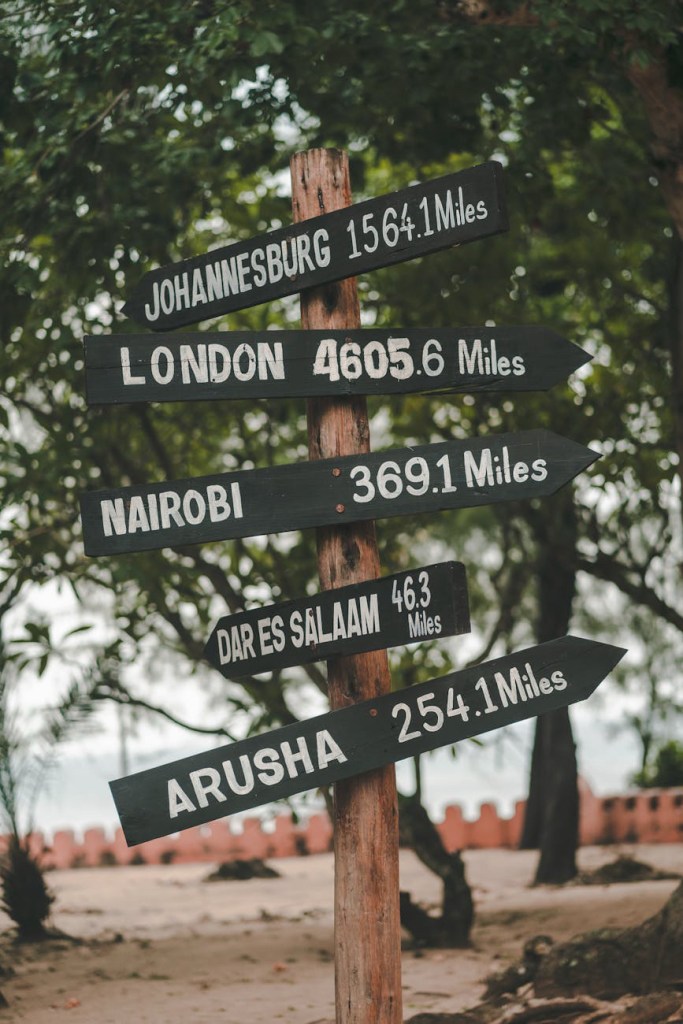 JOHANNESBURG 1564.1 Miles
LONDON 4605.6 Miles
NAIROBI 369.1 Miles
DAR ES SALAAM 46.3 Miles
ARUSHA 254.1 Miles